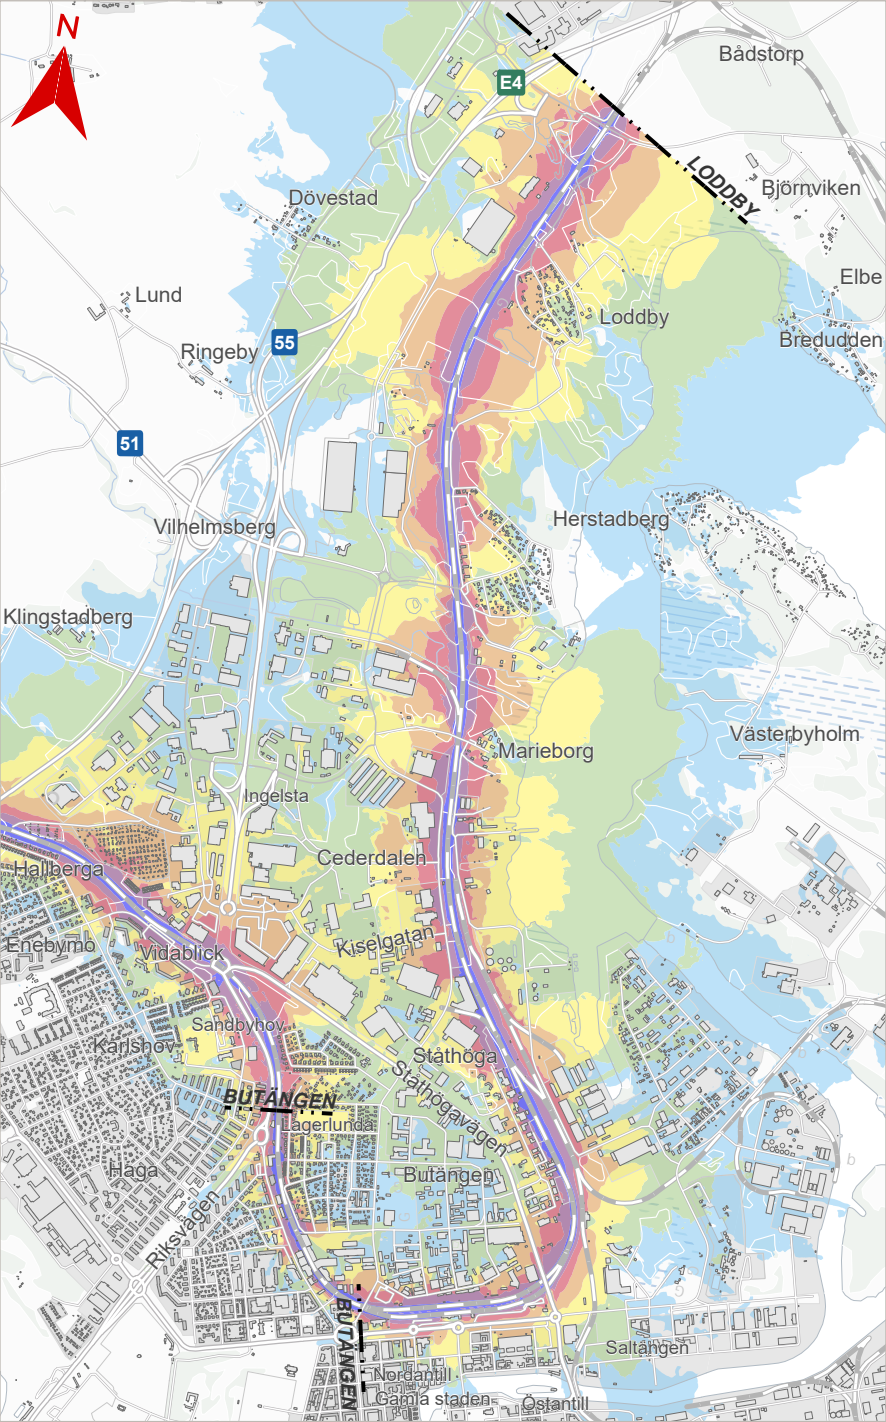 N
E4
Bådstorp
LODDBY
Björnviken
Dövestad
Elbe
Lund
Loddby
Bredudden
55
Ringeby
51
Vilhelmsberg
Herstadberg
Klingstadberg
Västerbyholm
Marieborg
Ingelsta
Cederdalen
Hallberga
Kiselgatan
Enebymo
Vidablick
Sandbyhov
Karlshov
Ståthöga
Ståthögavägen
BUTÄNGEN
Lagerlunda
Haga
Butängen
Riksvägen
BUTÄNGEN
Saltängen
Nordantill
Gamla staden
Östantill